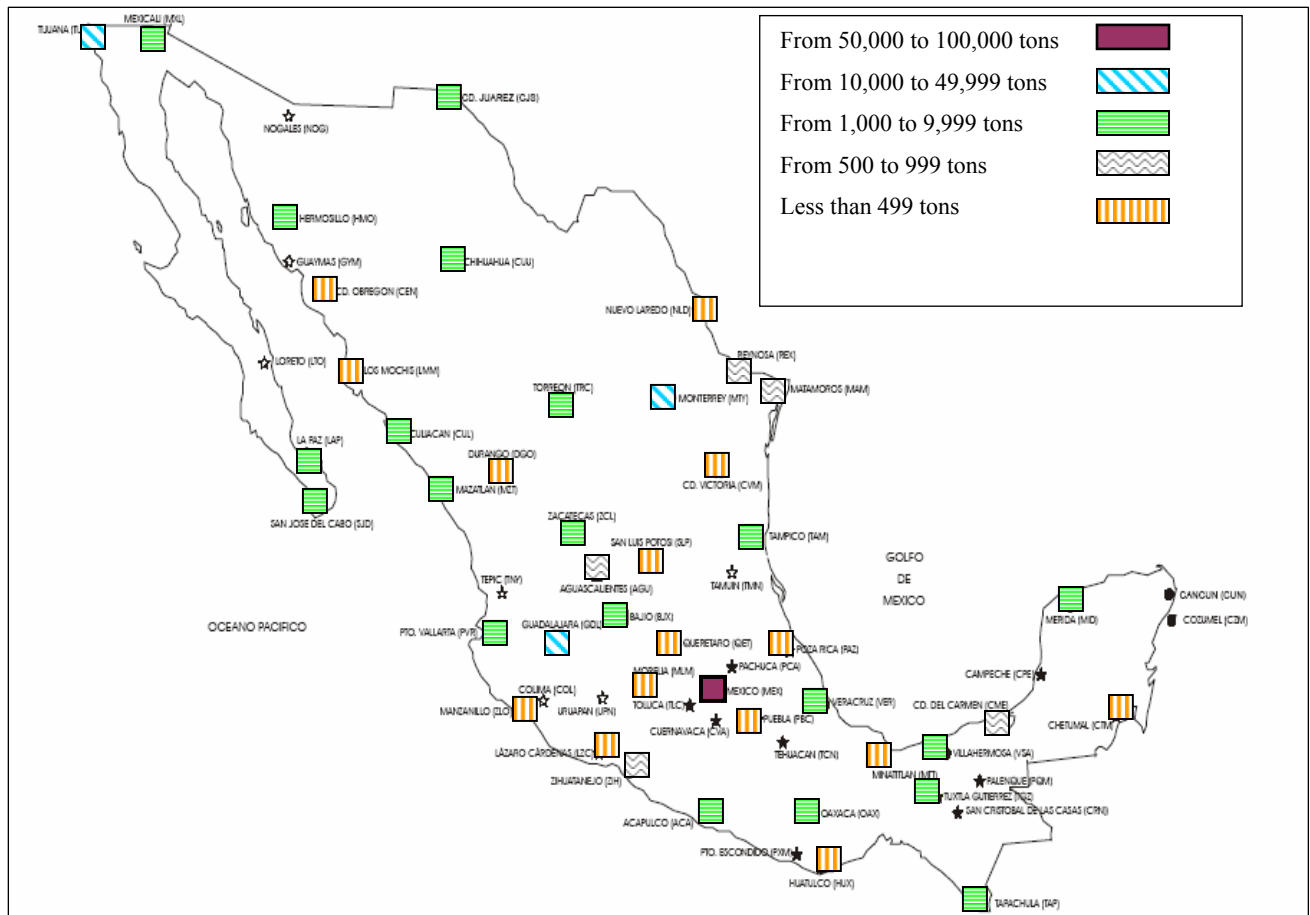 MEXICALI (MXL)
TIJUANA (TIJ
CD. JUAREZ (CJS)
NOGALES (NOG)
HERMOSILLO (HMO)
GUAYMAS (GYM)
CHIHUAHUA (CUU)
CD. OBREGON (CEN)
NUEVO LAREDO (NLD)
LORETO (LTO)
LOS MOCHIS (LMM)
REYNOSA (REX)
MATAMOROS (MAM)
TORREON (TRC)
MONTERREY (MTY)
CULIACAN (CUL)
LA PAZ (LAP)
DURANGO (DGO)
CD. VICTORIA (CVM)
MAZATLAN (MZT)
SAN JOSE DEL CABO (SJD)
ZACATECAS (ZCL)
SAN LUIS POTOSI (SLP)
TAMPICO (TAM)
AGUASCALIENTES (AGU)
TAMUIN (TMN)
TEPIC (TNY)
GOLFO
DE
MEXICO
OCEANO PACIFICO
PTO. VALLARTA (PVR)
GUADALAJARA (GDL)
BAJIO (BJX)
QUERETARO (QET)
POZA RICA (PAZ)
PACHUCA (PCA)
MERIDA (MID)
CANCUN (CUN)
COZUMEL (CZM)
CAMPECHE (CPE)
MORELIA (MLM)
MEXICO (MEX)
COLIMA (COL)
MANZANILLO (ZLO)
URUAPAN (UPN)
TOLUCA (TLC)
CUERNAVACA (CVA)
PUEBLA (PBC)
VERACRUZ (VER)
CD. DEL CARMEN (CME)
CHETUMAL (CTM)
LÁZARO CÁRDENAS (LZC)
TEHUACAN (TCN)
ZIHUATANEJO (ZIH)
MINATITLAN (MTT)
VILLAHERMOSA (VSA)
PALENQUE (PQM)
TUXTLA GUTIERREZ (TGZ)
SAN CRISTOBAL DE LAS CASAS (CRN)
ACAPULCO (ACA)
OAXACA (OAX)
PTO. ESCONDIDO (PXM)
HUATULCO (HUX)
TAPACHULA (TAP)
From 50,000 to 100,000 tons
From 10,000 to 49,999 tons
From 1,000 to 9,999 tons
From 500 to 999 tons
Less than 499 tons